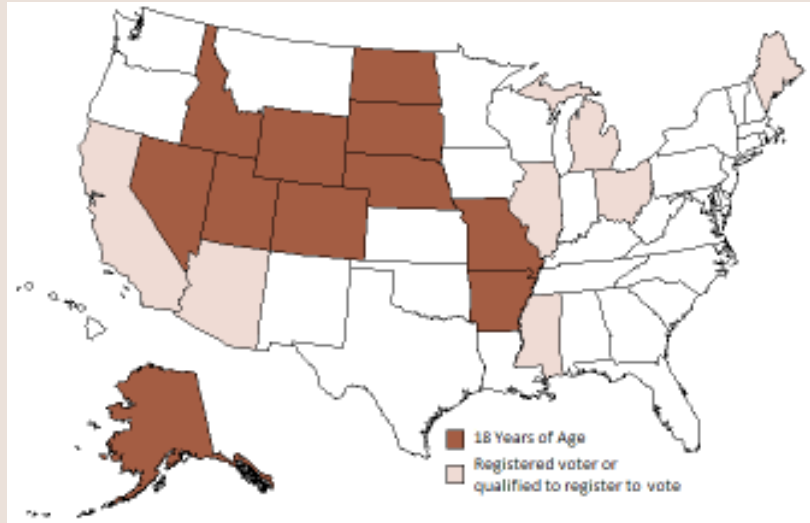 18 Years of Age
Registered voter or
qualified to register to vote